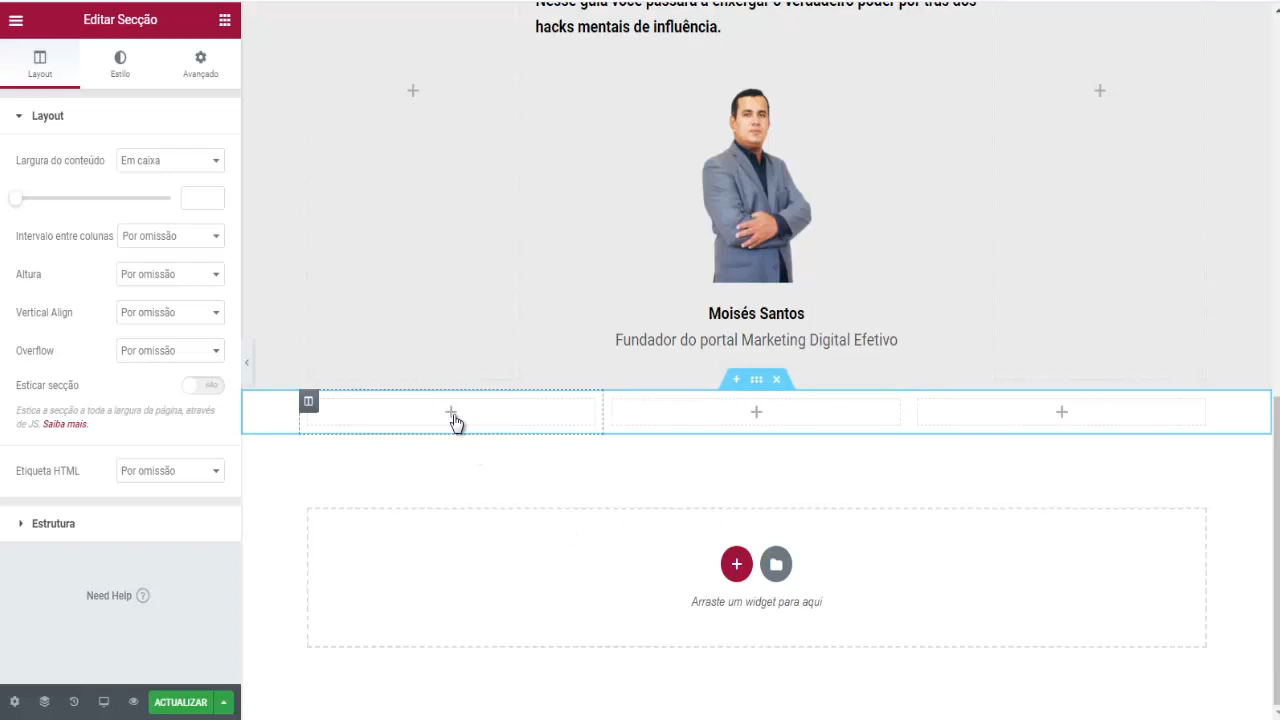 Editar Secção
Layout
Estilo
Avançado
Layout
Largura do conteúdo
Em caixa
Intervalo entre colunas
Por omissão
Altura
Por omissão
Vertical Align
Por omissão
Overflow
Por omissão
Esticar secção
NÃO
Estica a secção a toda a largura da página, através
de JS. Saiba mais.
Etiqueta HTML
Por omissão
Estrutura
Need Help
ACTUALIZAR
Nesse guia você passará a enxergar o verdadeiro poder por trás dos
hacks mentais de influência.
Moisés Santos
Fundador do portal Marketing Digital Efetivo
Arraste um widget para aqui